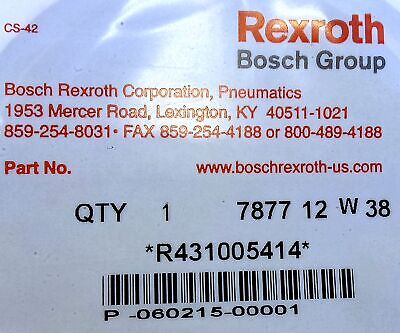 CS-42
Rexroth
Bosch Group
Bosch Rexroth Corporation, Pneumatics
1953 Mercer Road, Lexington, KY 40511-1021
859-254-8031• FAX 859-254-4188 or 800-489-4188
Part No. www.boschrexroth-us.com
QTY 1 7877 12 W 38
*R431005414*
P -060215-00001